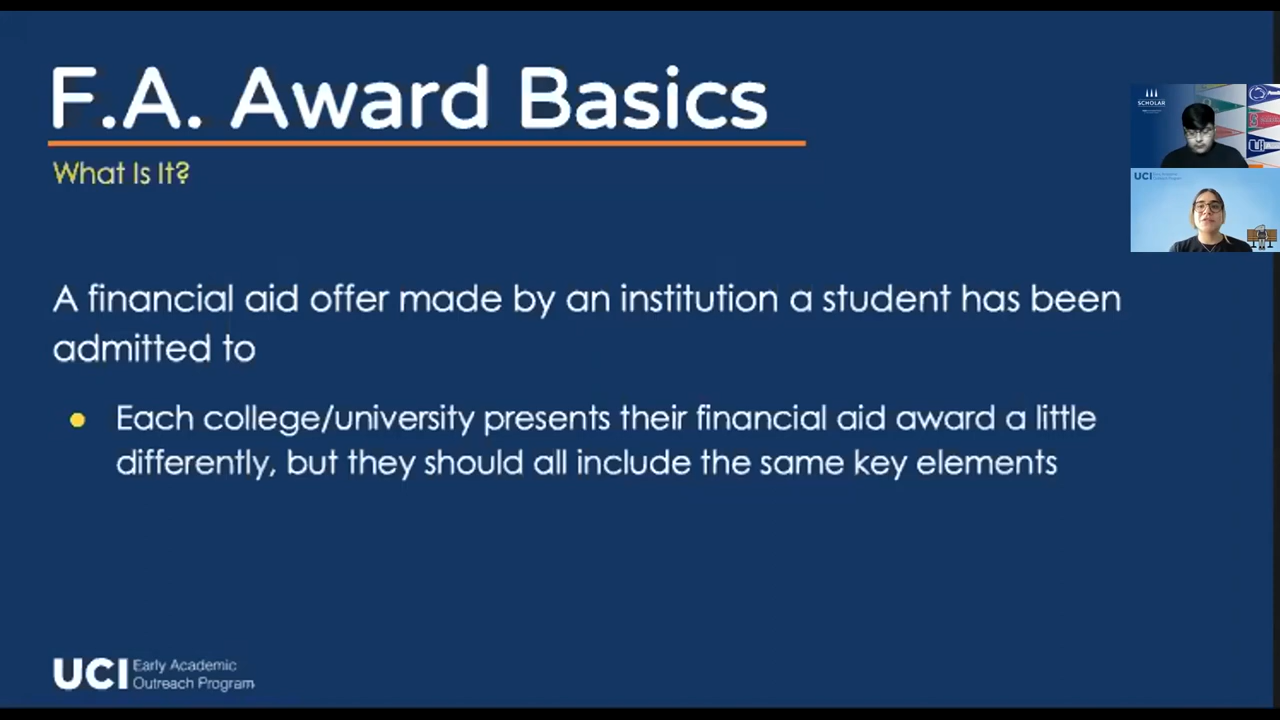 F.A. Award Basics
What Is It?
A financial aid offer made by an institution a student has been
admitted to
Each college/university presents their financial aid award a little
differently, but they should all include the same key elements
UCI Early Academic
Outreach Program
SCHOLAR
UCI